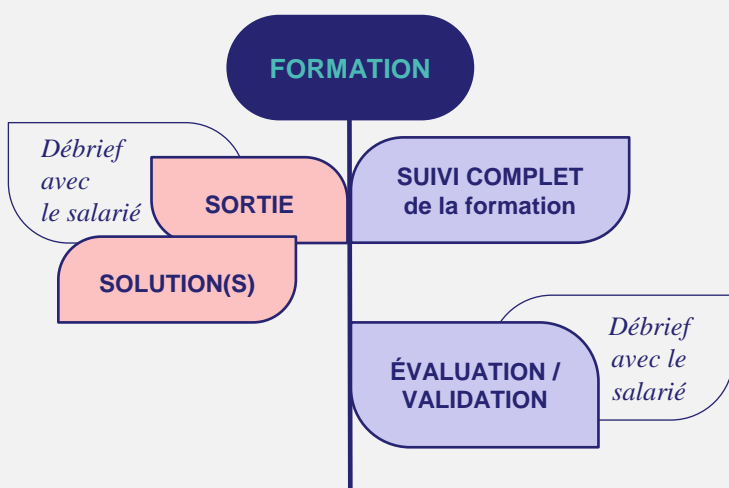 FORMATION
Débrief
avec
le salarié
SORTIE
SOLUTION(S)
SUIVI COMPLET
de la formation
ÉVALUATION /
VALIDATION
Débrief
avec le
salarié